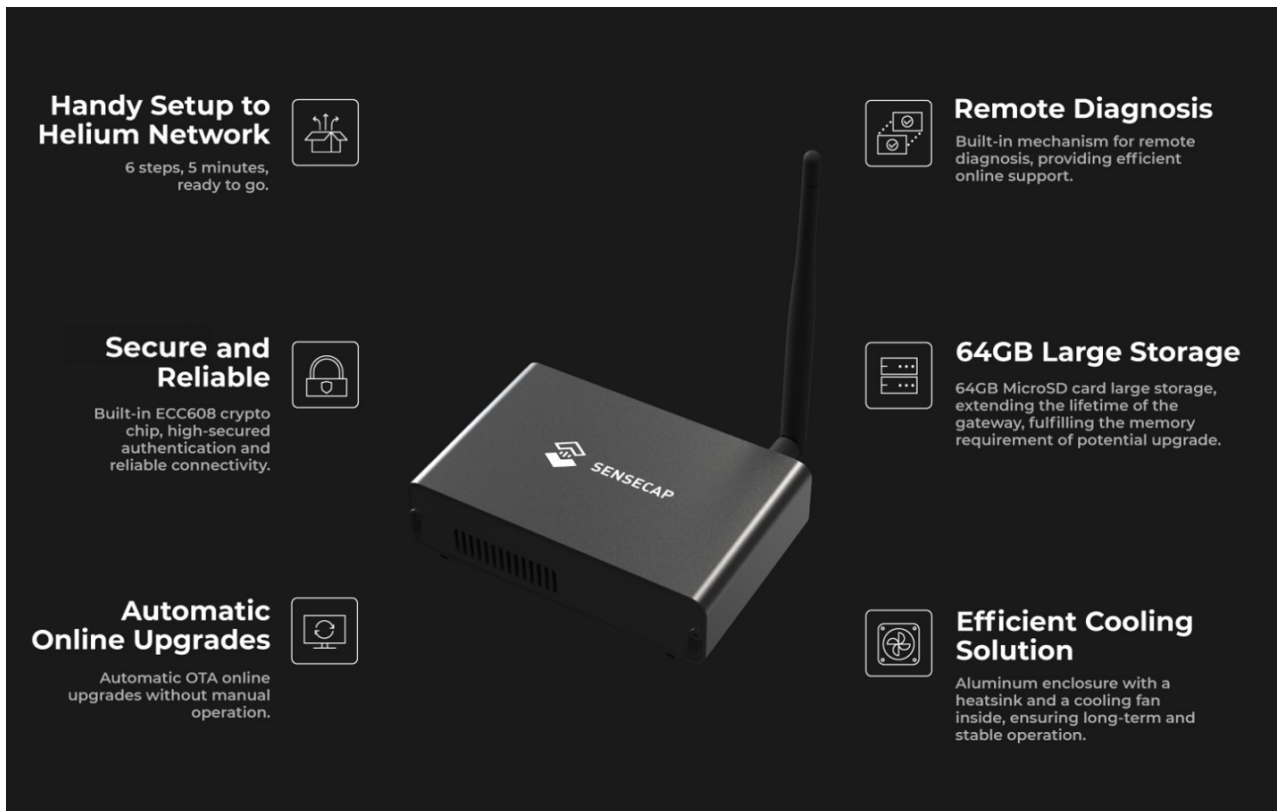 Handy Setup to
Helium Network
6 steps, 5 minutes,
ready to go.
Secure and
Reliable
Built-in ECC608 crypto
chip, high-secured
authentication and
reliable connectivity.
Automatic
Online Upgrades
Automatic OTA online
upgrades without manual
operation.
SENSECAP
Remote Diagnosis
Built-in mechanism for remote
diagnosis, providing efficient
online support.
64GB Large Storage
64GB MicroSD card large storage,
extending the lifetime of the
gateway, fulfilling the memory
requirement of potential upgrade.
Efficient Cooling
Solution
Aluminum enclosure with a
heatsink and a cooling fan
inside, ensuring long-term and
stable operation.